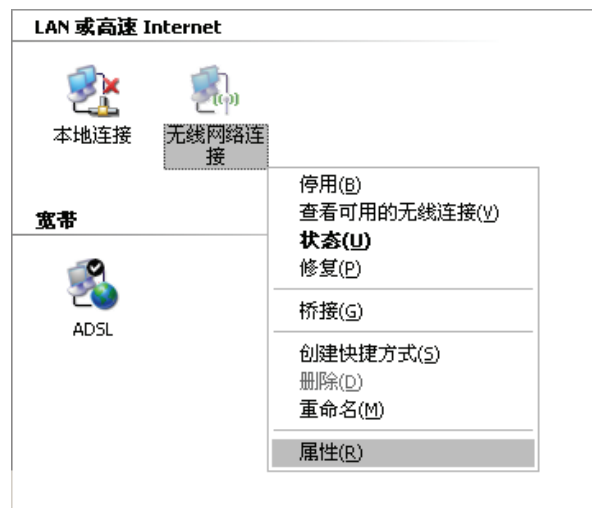 LAN 或高速 Internet
本地连接
无线网络连
接
停用(B)
查看可用的无线连接(V)
状态(U)
修复(P)
桥接(G)
创建快捷方式(S)
删除(D)
重命名(M)
属性(R)
宽带
ADSL